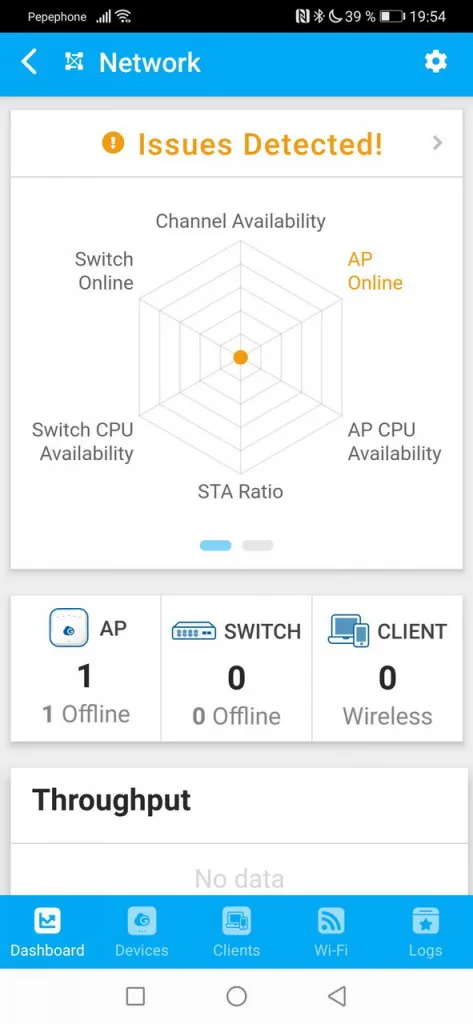 Pepephone 39 % 19:54
Network
Issues Detected!
Channel Availability
Switch
Online
AP
Online
Switch CPU
Availability
AP CPU
Availability
STA Ratio
AP
1
1 Offline
SWITCH
0
0 Offline
CLIENT
0
Wireless
Throughput
No data
Dashboard Devices Clients Wi-Fi Logs